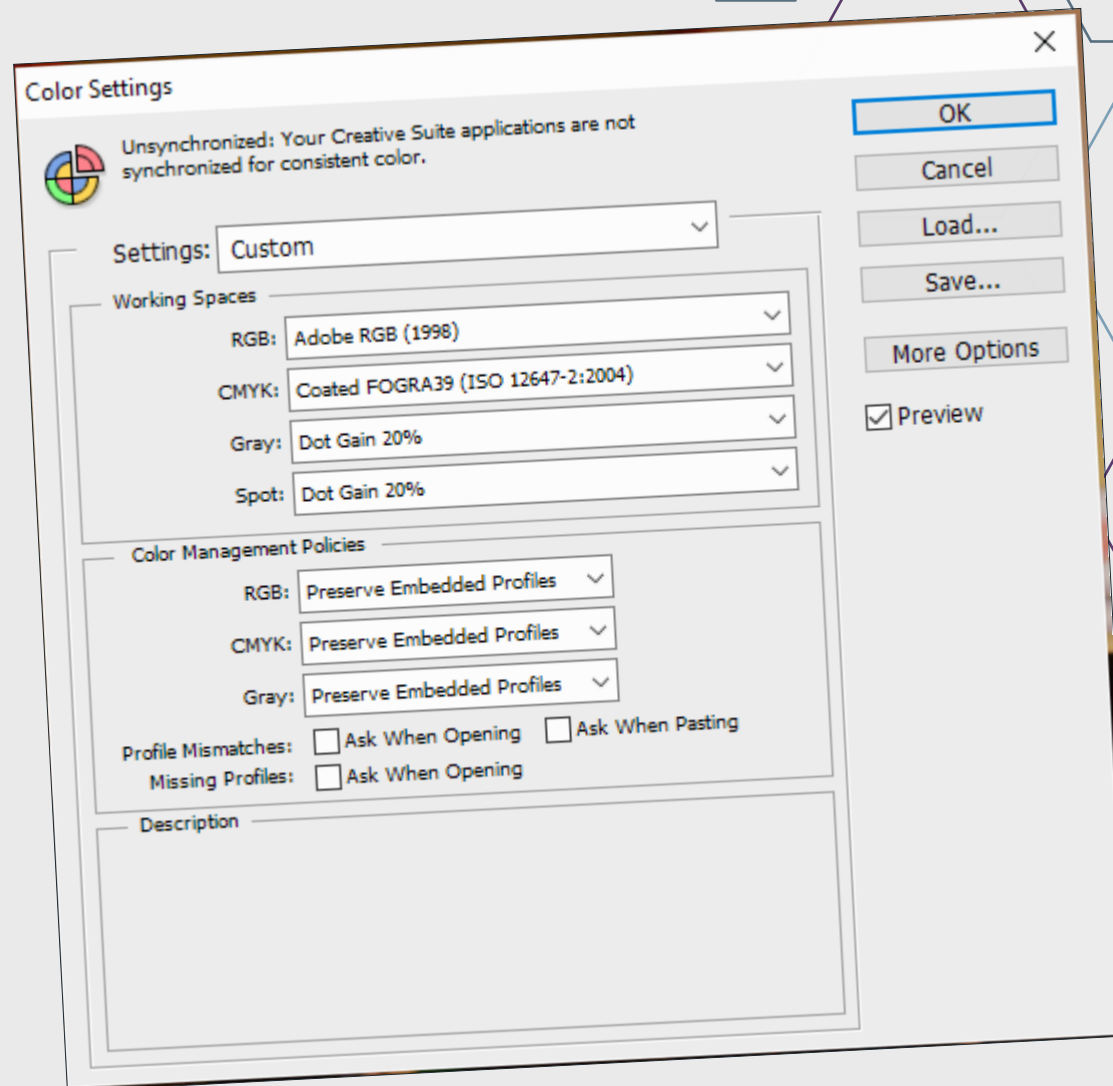 Color Settings
Unsynchronized: Your Creative Suite applications are not
synchronized for consistent color.
Settings: Custom
Working Spaces
RGB: Adobe RGB (1998)
CMYK: Coated FOGRA39 (ISO 12647-2:2004)
Gray: Dot Gain 20%
Spot: Dot Gain 20%
Color Management Policies
RGB: Preserve Embedded Profiles
CMYK: Preserve Embedded Profiles
Gray: Preserve Embedded Profiles
Profile Mismatches: Ask When Opening Ask When Pasting
Missing Profiles: Ask When Opening
Description
OK
Cancel
Load...
Save...
More Options
Preview